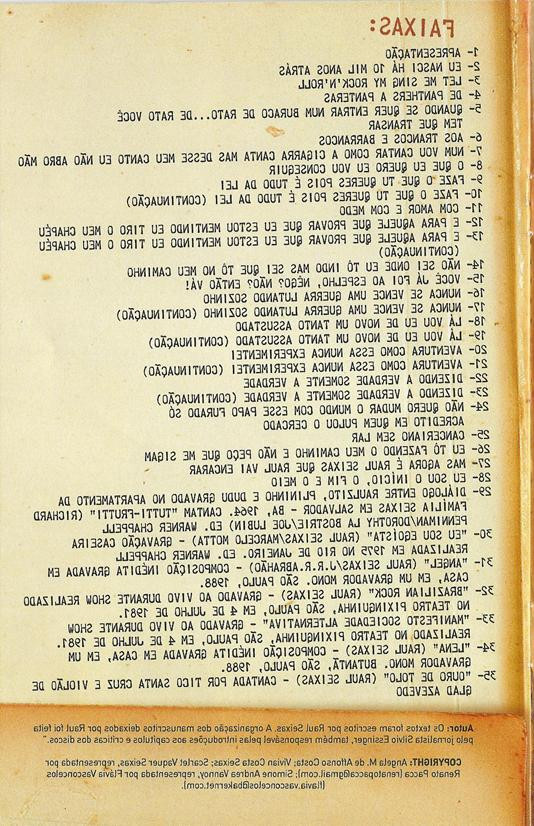 FAIXAS:
1- APRESENTAÇÃO
2- EU NASCI HÁ 10 MIL ANOS ATRÁS
3- LET ME SING MY ROCK'N'ROLL
4- DE PANTHERS A PANTERAS
5- QUANDO SE QUER ENTRAR NUM BURACO DE RATO...DE RATO VOCÊ
TEM QUE TRANSAR
6- AOS TRANCOS E BARRANCOS
7- NUM VOU CANTAR COMO A CIGARRA CANTA MAS DESSE MEU CANTO EU NÃO ABRO MÃO
8- O QUE EU QUERO EU VOU CONSEGUIR
9- FAZE O QUE TU QUERES POIS É TUDO DA LEI
10- FAZE O QUE TU QUERES POIS É TUDO DA LEI (CONTINUAÇÃO)
11- COM AMOR E COM MEDO
12- E PARA AQUELE QUE PROVAR QUE EU ESTOU MENTINDO EU TIRO O MEU CHAPÉU
13- E PARA AQUELE QUE PROVAR QUE EU ESTOU MENTINDO EU TIRO O MEU CHAPÉU
(CONTINUAÇÃO)
14- NÃO SEI ONDE EU TÔ INDO MAS SEI QUE TÔ NO MEU CAMINHO
15- VOCÊ JÁ FOI AO ESPELHO, NÊGO? NÃO? ENTÃO VÁ!
16- NUNCA SE VENCE UMA GUERRA LUTANDO SOZINHO
17- NUNCA SE VENCE UMA GUERRA LUTANDO SOZINHO (CONTINUAÇÃO)
18- LÁ VOU EU DE NOVO UM TANTO ASSUSTADO
19- LÁ VOU EU DE NOVO UM TANTO ASSUSTADO (CONTINUAÇÃO)
20- AVENTURA COMO ESSA NUNCA EXPERIMENTEI
21- AVENTURA COMO ESSA NUNCA EXPERIMENTEI (CONTINUAÇÃO)
22- DIZENDO A VERDADE SOMENTE A VERDADE
23- DIZENDO A VERDADE SOMENTE A VERDADE (CONTINUAÇÃO)
24- NÃO QUERO MUDAR O MUNDO COM ESSE PAPO FURADO SÓ
ACREDITO EM QUEM PULOU O CERCADO
25- CANCERIANO SEM LAR
26- EU TÔ FAZENDO O MEU CAMINHO E NÃO PEÇO QUE ME SIGAM
27- MAS AGORA É RAUL SEIXAS QUE RAUL VAI ENCARAR
28- EU SOU O INÍCIO, O FIM E O MEIO
29- DIÁLOGO ENTRE RAULZITO, PLININHO E DUDU GRAVADO NO APARTAMENTO DA
FAMÍLIA SEIXAS EM SALVADOR - BA, 1964. CANTAM "TUTTI-FRUTTI" (RICHARD
PENNIMAN/DOROTHY LA BOSTRIE/JOE LUBIN) ED. WARNER CHAPPELL
30- "EU SOU EGOÍSTA" (RAUL SEIXAS/MARCELO MOTTA) - GRAVAÇÃO CASEIRA
REALIZADA EM 1975 NO RIO DE JANEIRO. ED. WARNER CHAPPELL
31- "ANGEL" (RAUL SEIXAS/J.R.R.ABRAHÃO) - COMPOSIÇÃO INÉDITA GRAVADA EM
CASA, EM UM GRAVADOR MONO. SÃO PAULO, 1988.
32- "BRAZILIAN ROCK" (RAUL SEIXAS) - GRAVADO AO VIVO DURANTE SHOW REALIZADO
NO TEATRO PIXINGUINHA, SÃO PAULO, EM 4 DE JULHO DE 1981.
33- "MANIFESTO SOCIEDADE ALTERNATIVA" - GRAVADO AO VIVO DURANTE SHOW
REALIZADO NO TEATRO PIXINGUINHA, SÃO PAULO, EM 4 DE JULHO DE 1981.
34- "LENA" (RAUL SEIXAS) - COMPOSIÇÃO INÉDITA GRAVADA EM CASA, EM UM
GRAVADOR MONO. BUTANTÃ, SÃO PAULO, 1988.
35- "OURO DE TOLO" (RAUL SEIXAS) - CANTADA POR TICO SANTA CRUZ E VIOLÃO DE
GLAD AZEVEDO
Autor: Os textos foram escritos por Raul Seixas. A organização dos manuscritos deixados por Raul foi feita
pelo jornalista Silvio Essinger, também responsável pelas introduções aos capítulos e críticas dos discos.".
COPYRIGHT: Angela M. de Affonso Costa; Vivian Costa Seixas; Scarlet Vaquer Seixas, representada por
Renato Pacca (renatopacca@gmail.com); Simone Andrea Vannoy, representada por Flávia Vasconcelos
(flavia.vasconcelos@bakernet.com).